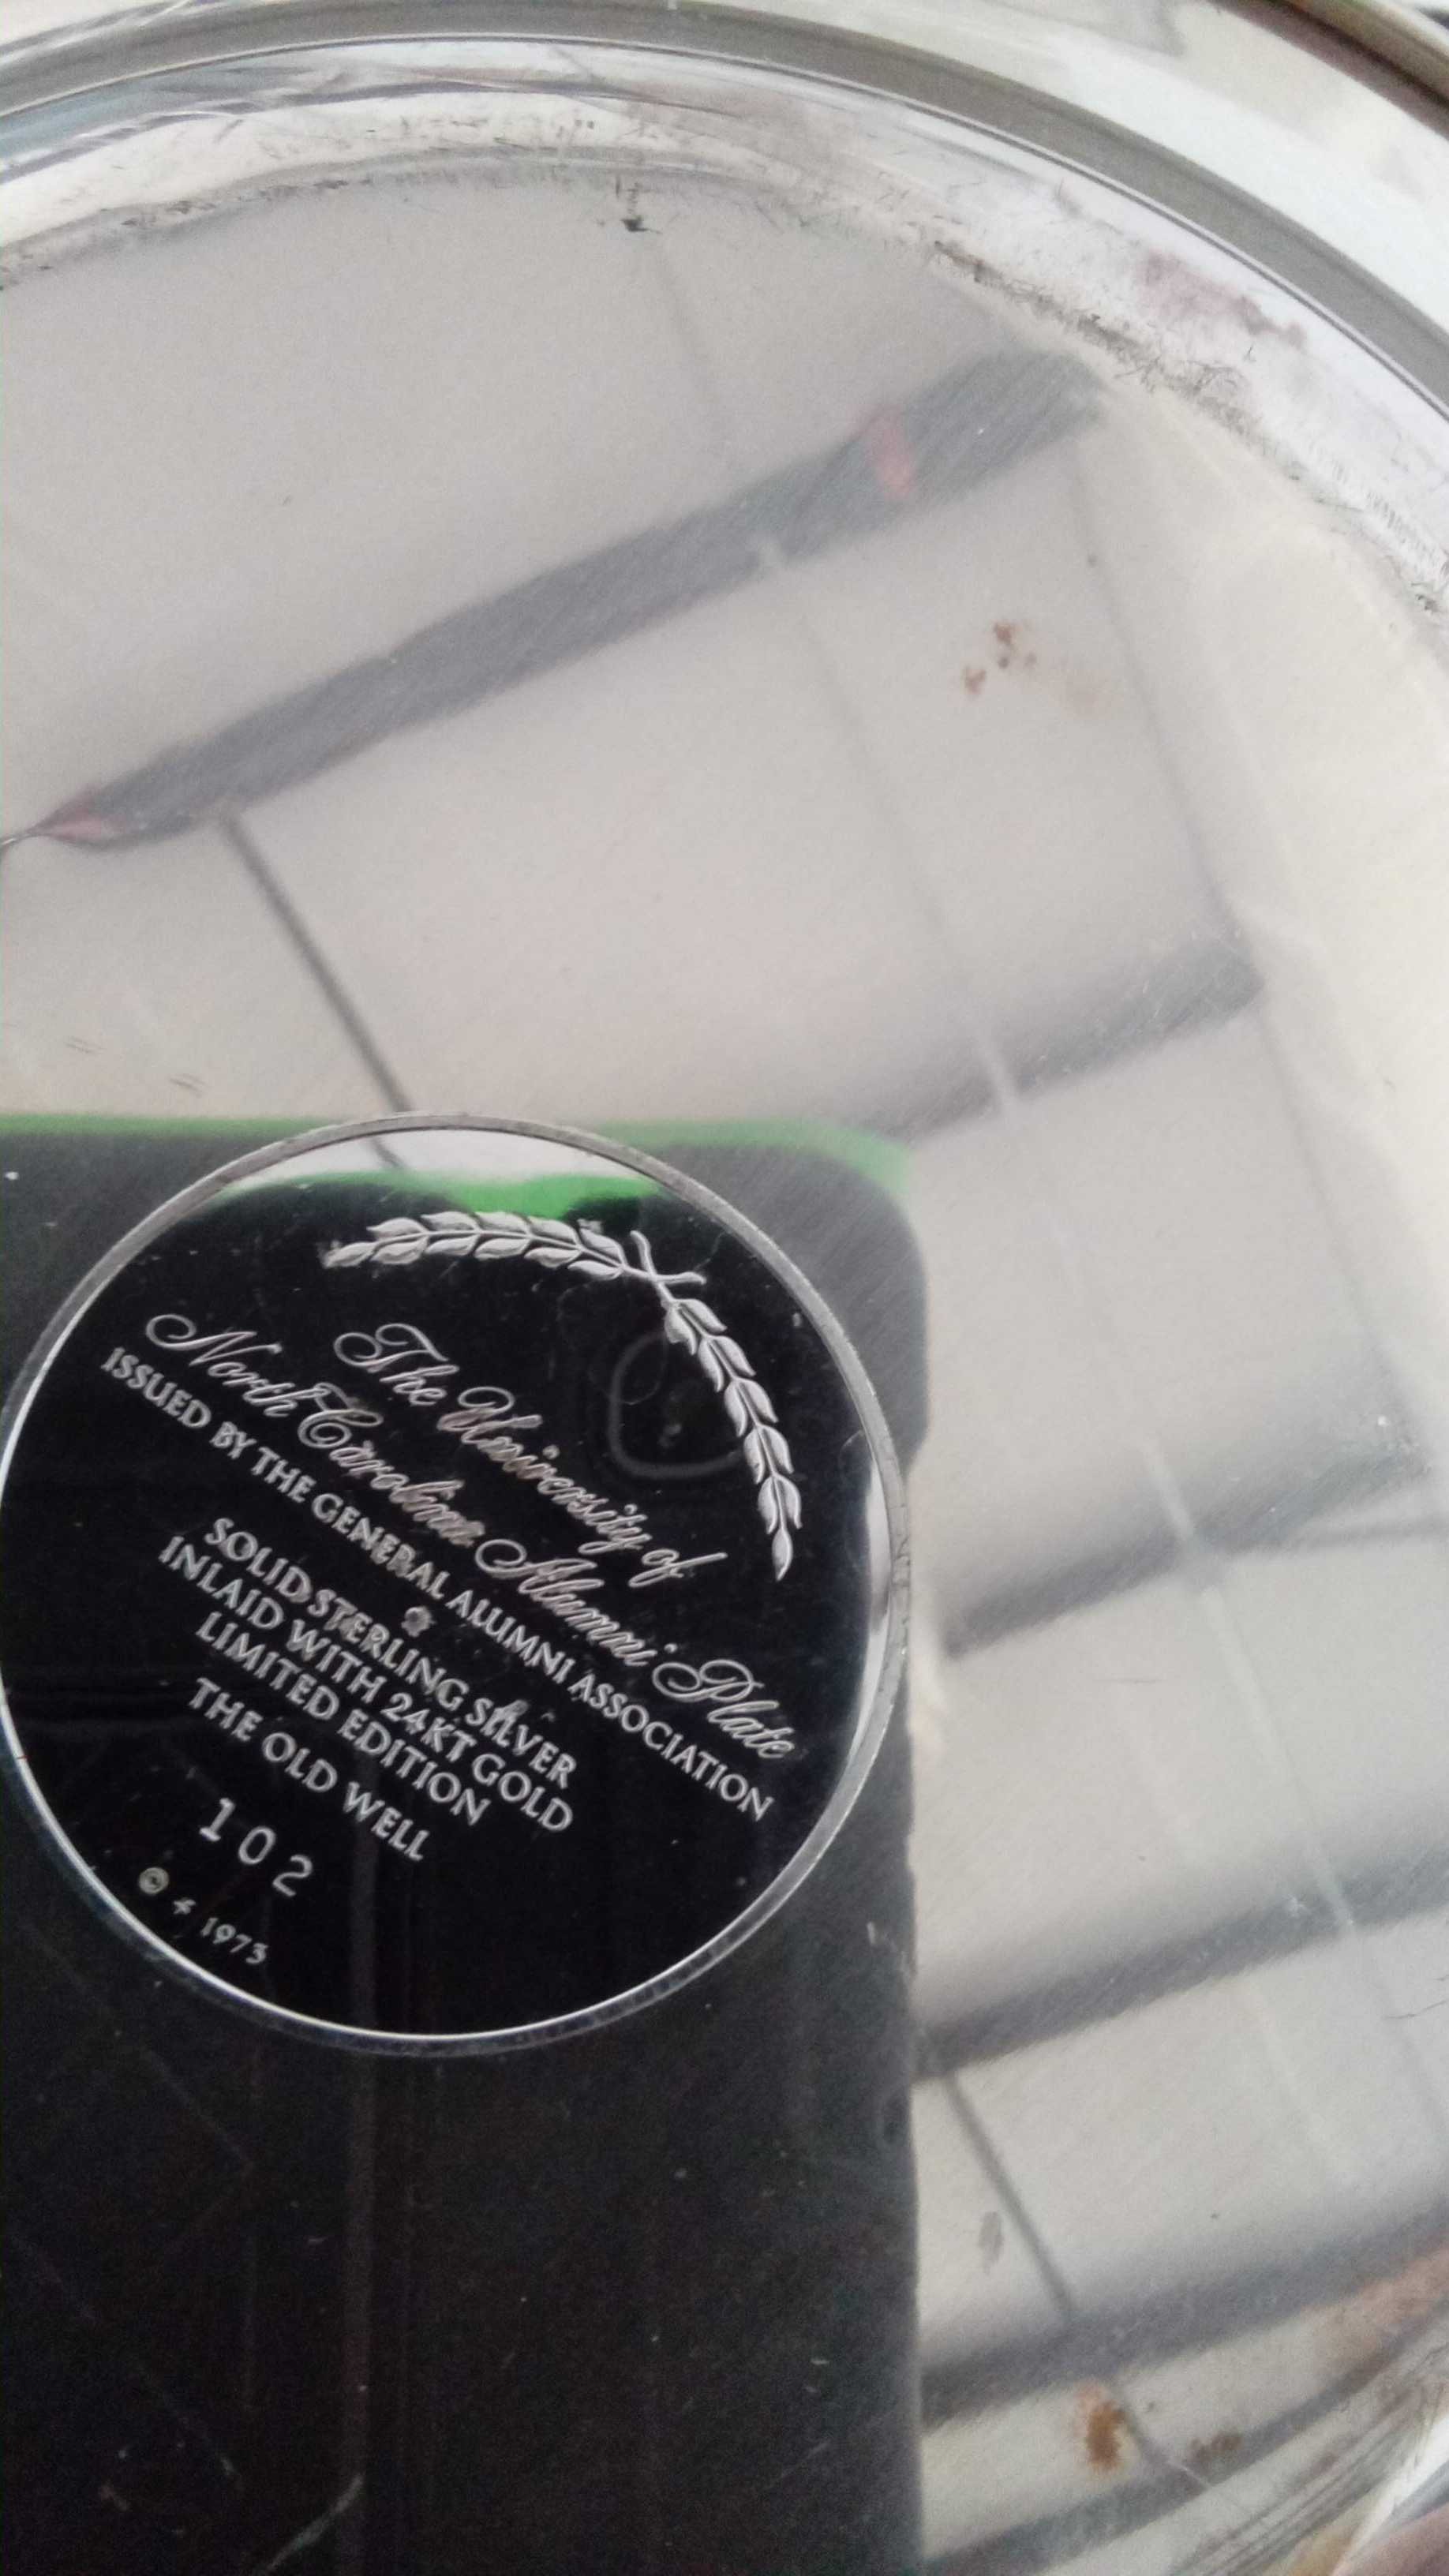 The University of
North Carolina Alumni Plate
ISSUED BY THE GENERAL ALUMNI ASSOCIATION
SOLID STERLING SILVER
INLAID WITH 24KT GOLD
LIMITED EDITION
THE OLD WELL
102
© f 1973